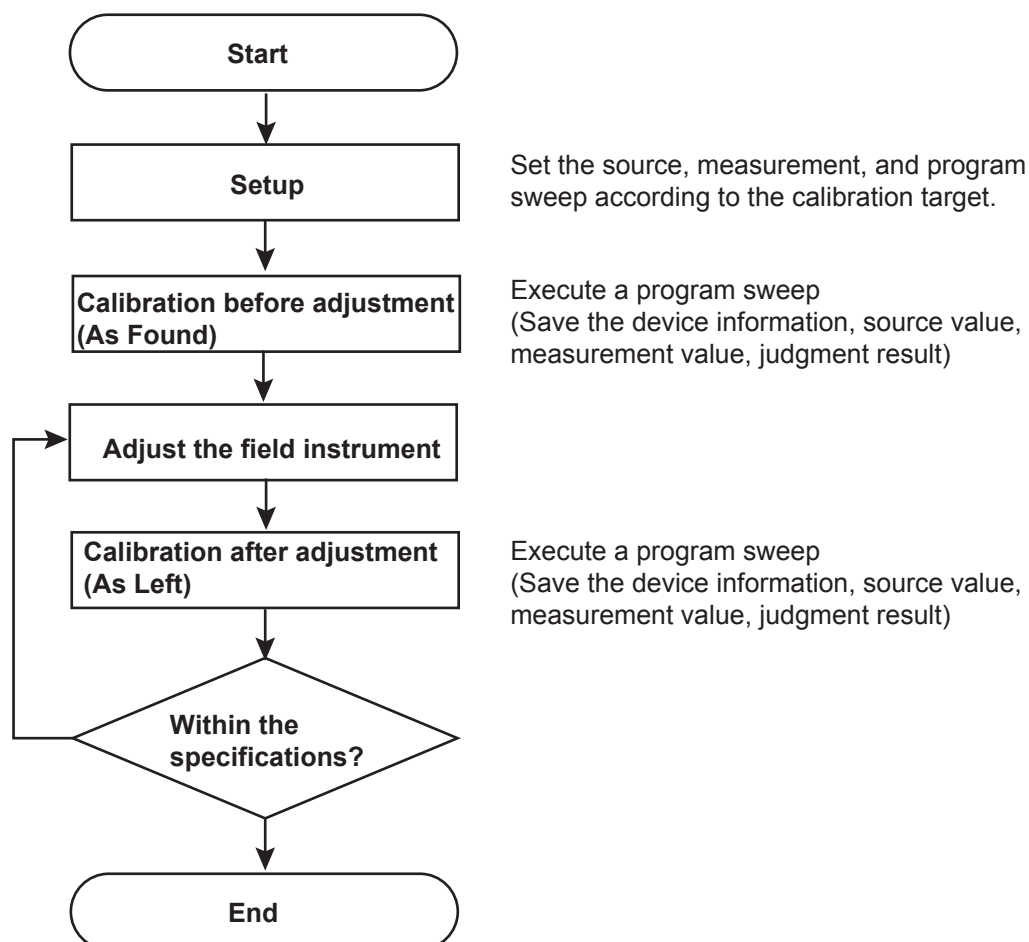 Start
Setup
Set the source, measurement, and program
sweep according to the calibration target.
Calibration before adjustment
(As Found)
Execute a program sweep
(Save the device information, source value,
measurement value, judgment result)
Adjust the field instrument
Calibration after adjustment
(As Left)
Execute a program sweep
(Save the device information, source value,
measurement value, judgment result)
Within the
specifications?
End